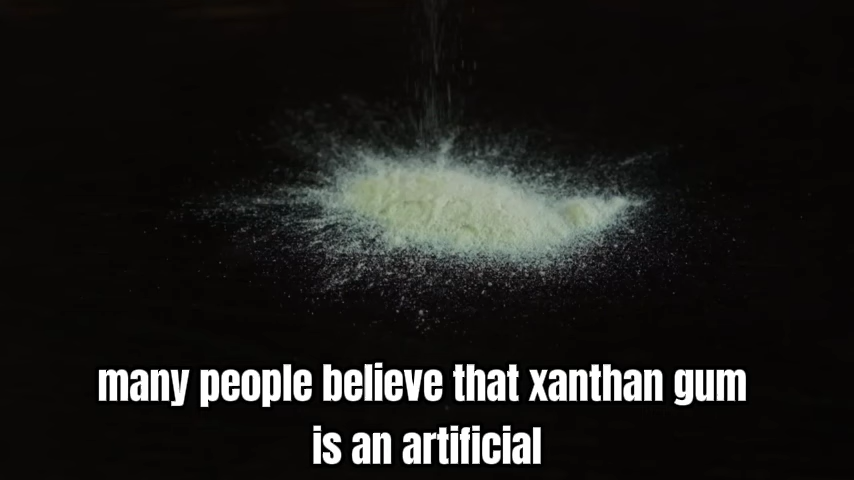 many people believe that xanthan gum
is an artificial